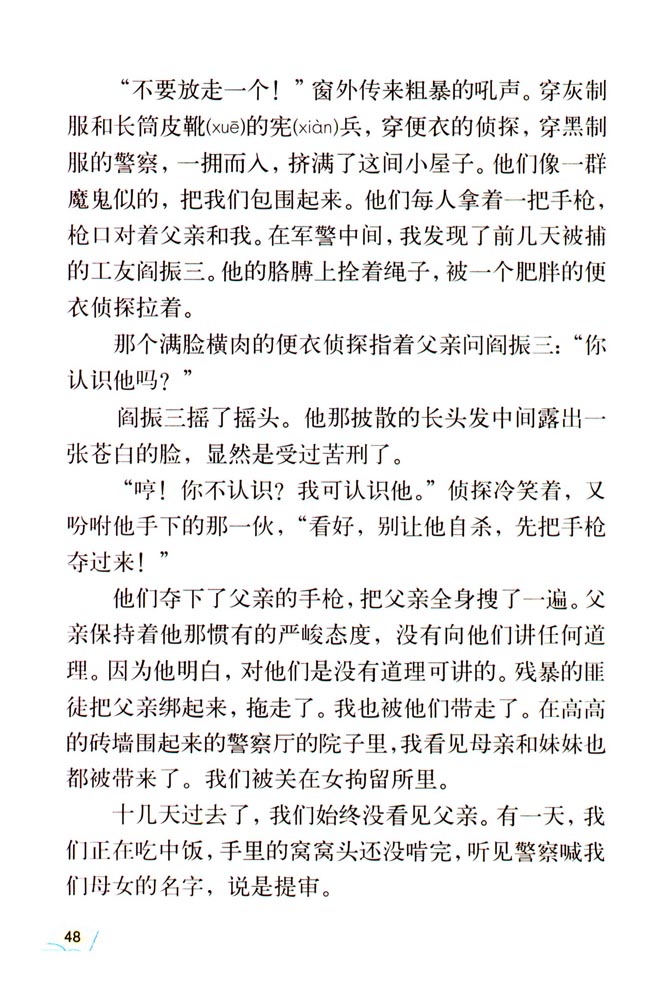 “不要放走一个！”窗外传来粗暴的吼声。穿灰制
服和长筒皮靴(xuē)的宪(xiàn)兵，穿便衣的侦探，穿黑制
服的警察，一拥而入，挤满了这间小屋子。他们像一群
魔鬼似的，把我们包围起来。他们每人拿着一把手枪，
枪口对着父亲和我。在军警中间，我发现了前几天被捕
的工友阎振三。他的胳膊上拴着绳子，被一个肥胖的便
衣侦探拉着。
那个满脸横肉的便衣侦探指着父亲问阎振三：“你
认识他吗？”
阎振三摇了摇头。他那披散的长头发中间露出一
张苍白的脸，显然是受过苦刑了。
“哼！你不认识？我可认识他。”侦探冷笑着，又
吩咐他手下的那一伙，“看好，别让他自杀，先把手枪
夺过来！”
他们夺下了父亲的手枪，把父亲全身搜了一遍。父
亲保持着他那惯有的严峻态度，没有向他们讲任何道
理。因为他明白，对他们是没有道理可讲的。残暴的匪
徒把父亲绑起来，拖走了。我也被他们带走了。在高高
的砖墙围起来的警察厅的院子里，我看见母亲和妹妹也
都被带来了。我们被关在女拘留所里。
十几天过去了，我们始终没看见父亲。有一天，我
们正在吃中饭，手里的窝窝头还没啃完，听见警察喊我
们母女的名字，说是提审。
48